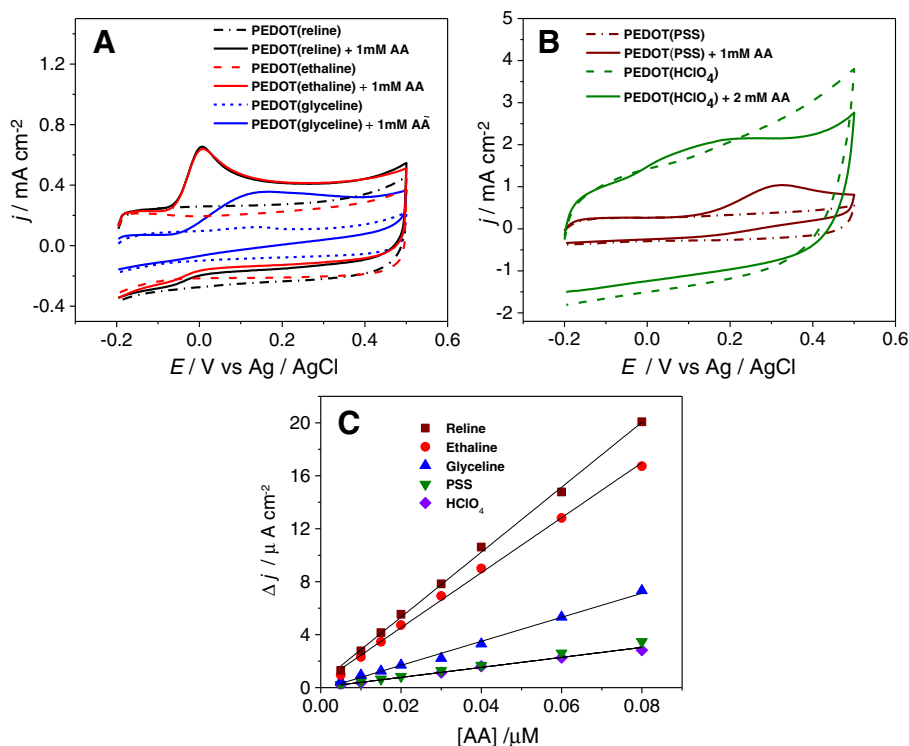 A
PEDOT(reline)
PEDOT(reline) + 1mM AA
PEDOT(ethaline)
PEDOT(ethaline) + 1mM AA
PEDOT(glyceline)
PEDOT(glyceline) + 1mM AĀ
j / mA cm⁻²
1.2
0.8
0.4
0.0
-0.4
-0.2 0.0 0.2 0.4 0.6
E / V vs Ag / AgCl
B
PEDOT(PSS)
PEDOT(PSS) + 1mM AA
PEDOT(HClO₄)
PEDOT(HClO₄) + 2 mM AA
j / mA cm⁻²
5
4
3
2
1
0
-1
-2
-0.2 0.0 0.2 0.4 0.6
E / V vs Ag / AgCl
C
Reline
Ethaline
Glyceline
PSS
HClO₄
Δ j / μ A cm⁻²
20
16
12
8
4
0
0.00 0.02 0.04 0.06 0.08
[AA] /μM